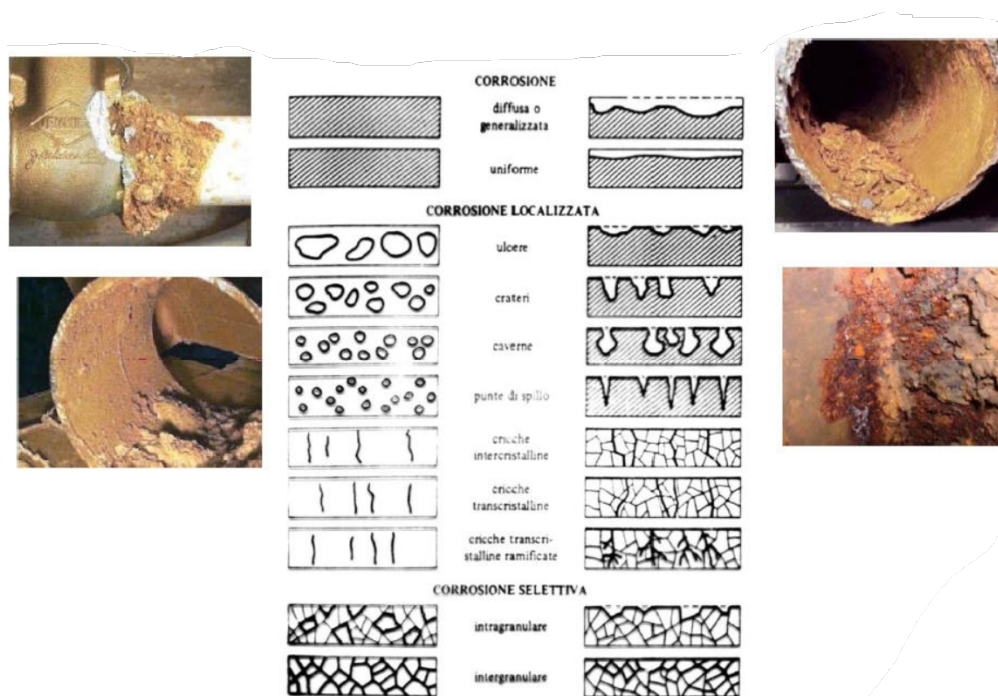 CORROSIONE
diffusa o
generalizzata
uniforme
CORROSIONE LOCALIZZATA
ulcere
crateri
caverne
punte di spillo
cricche
intercristalline
cricche
transcristalline
cricche transcri-
stalline ramificate
CORROSIONE SELETTIVA
intragranulare
intergranulare